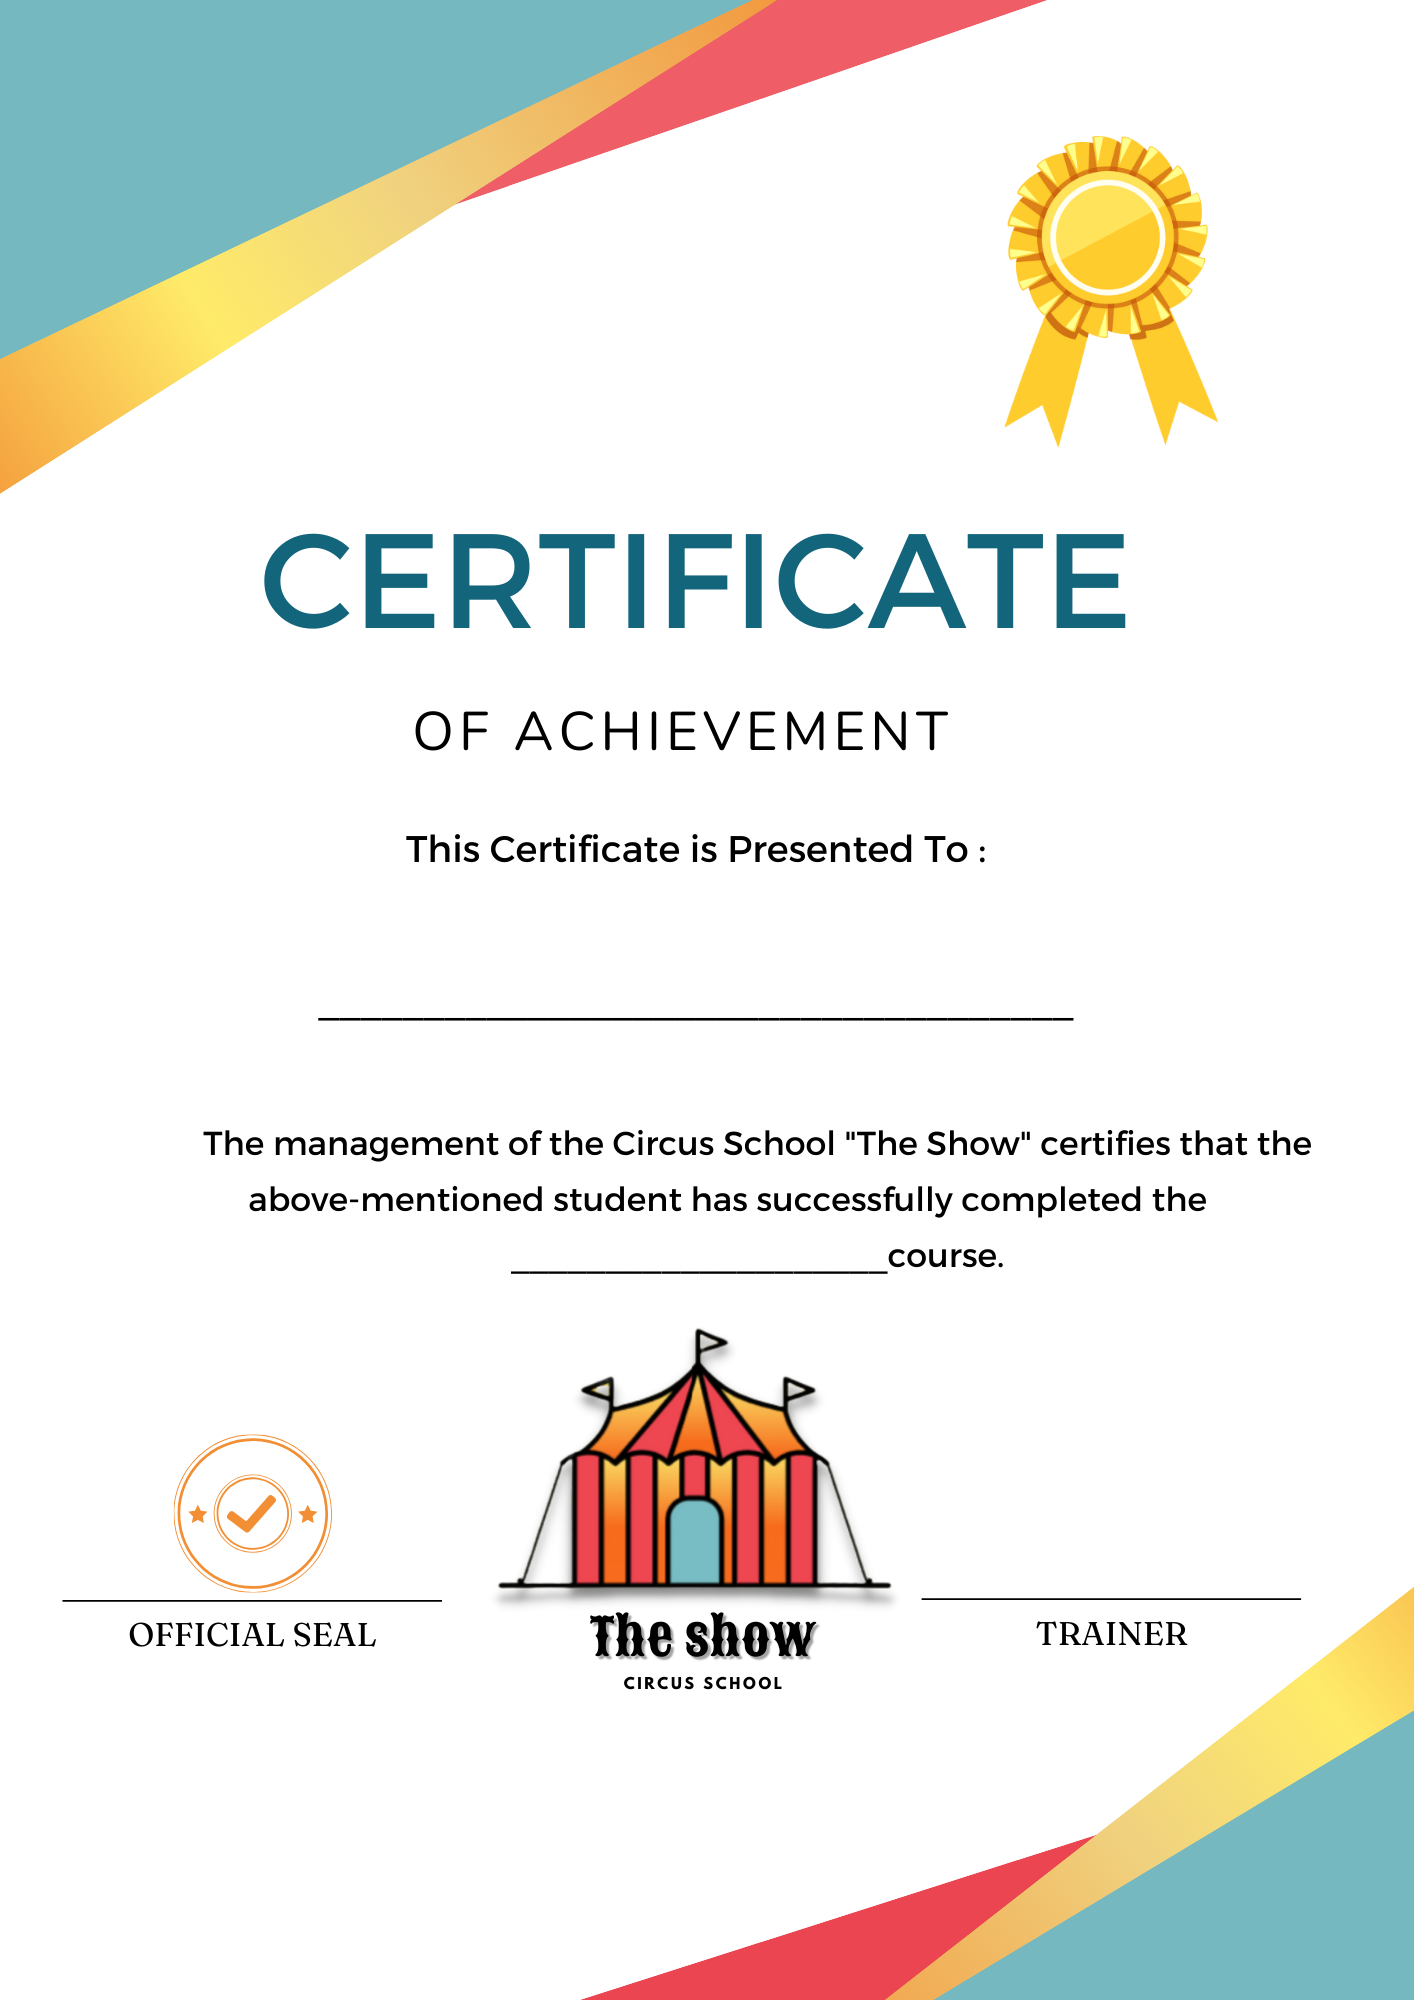 CERTIFICATE
OF ACHIEVEMENT
This Certificate is Presented To :
____________________________________
The management of the Circus School "The Show" certifies that the
above-mentioned student has successfully completed the
____________________course.
OFFICIAL SEAL
The show
CIRCUS SCHOOL
TRAINER